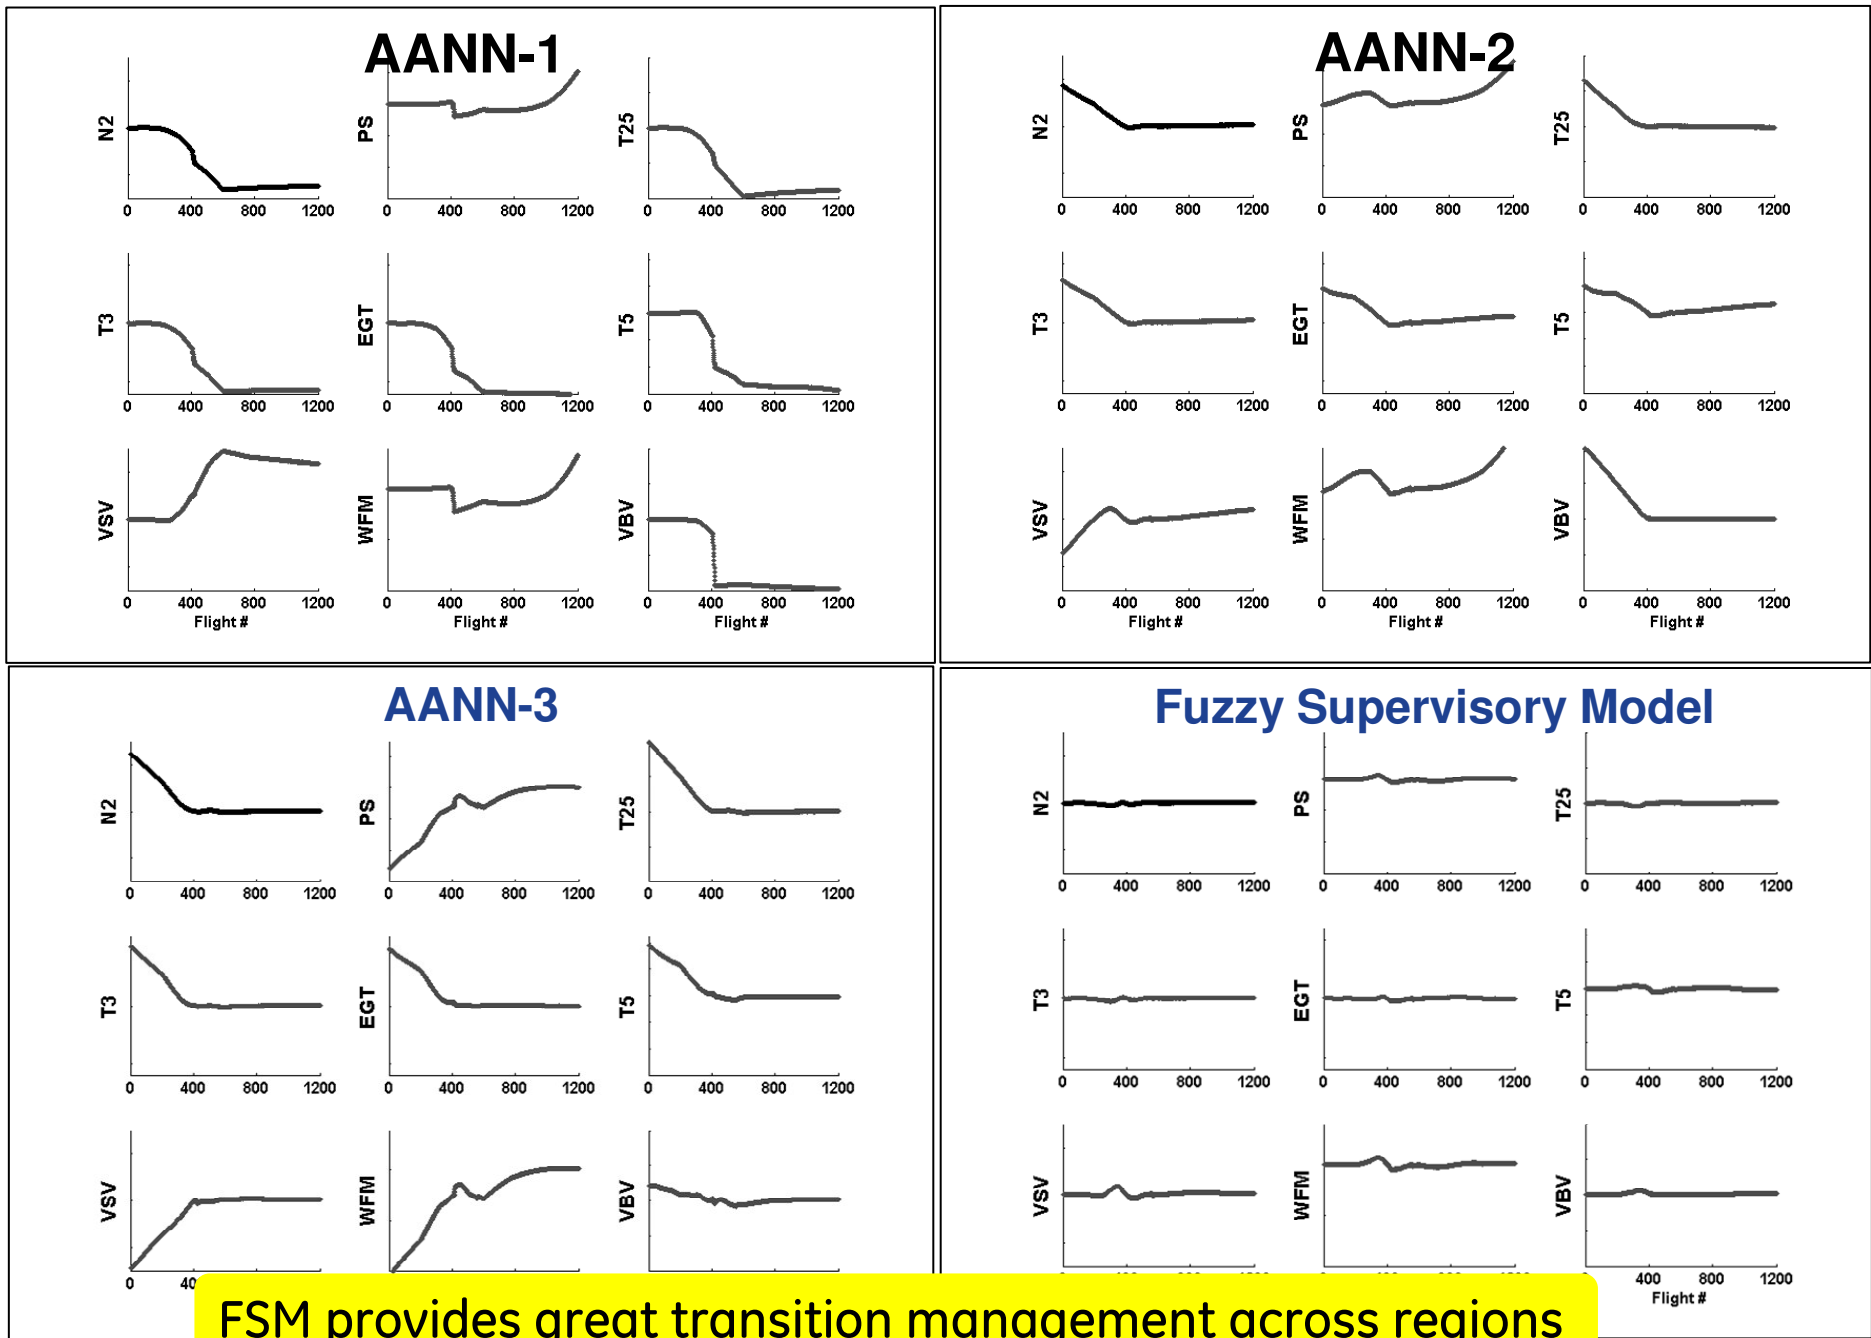 AANN-1
N2
PS
T25
0 400 800 1200
0 400 800 1200
0 400 800 1200
T3
EGT
T5
0 400 800 1200
0 400 800 1200
0 400 800 1200
VSV
WFM
VBV
0 400 800 1200
0 400 800 1200
0 400 800 1200
Flight #
Flight #
Flight #
AANN-2
N2
PS
T25
0 400 800 1200
0 400 800 1200
0 400 800 1200
T3
EGT
T5
0 400 800 1200
0 400 800 1200
0 400 800 1200
VSV
WFM
VBV
0 400 800 1200
0 400 800 1200
0 400 800 1200
Flight #
Flight #
Flight #
AANN-3
N2
PS
T25
0 400 800 1200
0 400 800 1200
0 400 800 1200
T3
EGT
T5
0 400 800 1200
0 400 800 1200
0 400 800 1200
VSV
WFM
VBV
0 40
Fuzzy Supervisory Model
N2
PS
T25
0 400 800 1200
0 400 800 1200
0 400 800 1200
T3
EGT
T5
0 400 800 1200
0 400 800 1200
0 400 800 1200
VSV
WFM
VBV
800 1200
Flight #
FSM provides great transition management across regions